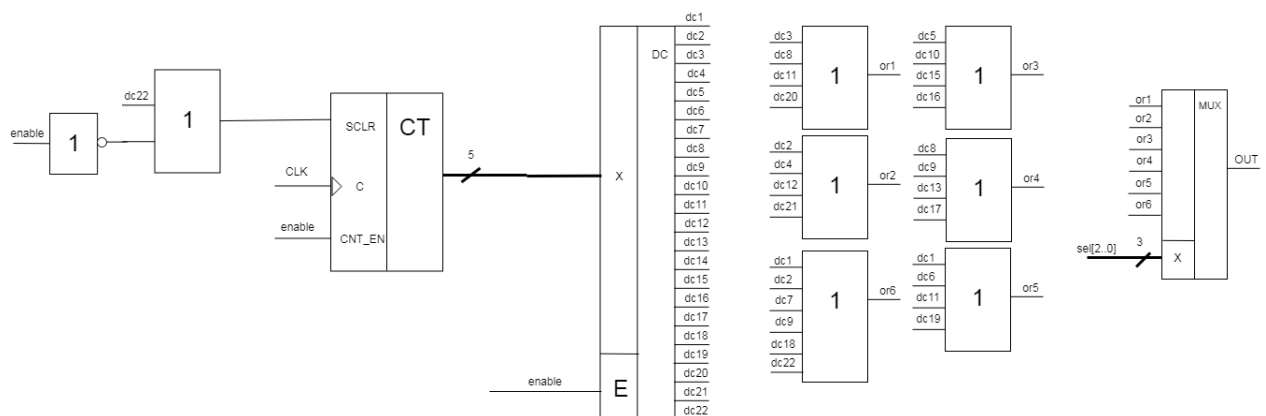 enable
1
dc22
1
SCLR
CT
CLK
C
enable
CNT_EN
5
X
DC
enable
E
dc1
dc2
dc3
dc4
dc5
dc6
dc7
dc8
dc9
dc10
dc11
dc12
dc13
dc14
dc15
dc16
dc17
dc18
dc19
dc20
dc21
dc22
dc3
dc8
dc11
dc20
1
or1
dc5
dc10
dc15
dc16
1
or3
dc2
dc4
dc12
dc21
1
or2
dc8
dc9
dc13
dc17
1
or4
dc1
dc2
dc7
dc9
dc18
dc22
1
or6
dc1
dc6
dc11
dc19
1
or5
or1
or2
or3
or4
or5
or6
MUX
OUT
sel[2..0]
3
X